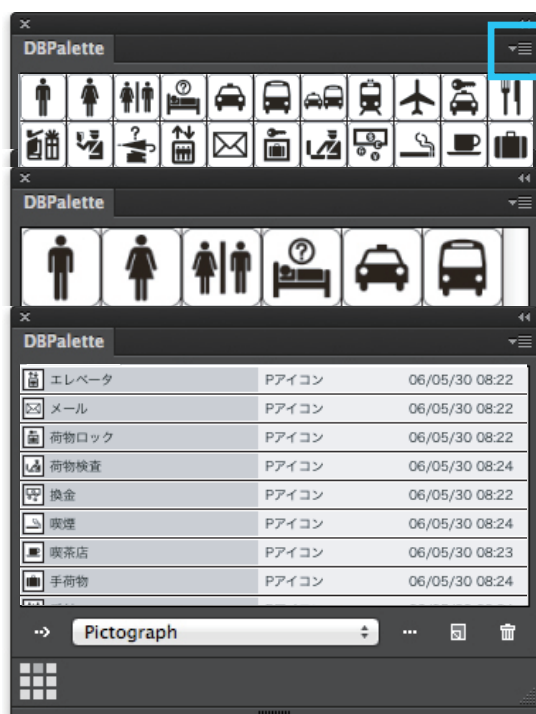 DBPalette
DBPalette
DBPalette
エレベータ Pアイコン 06/05/30 08:22
メール Pアイコン 06/05/30 08:22
荷物ロック Pアイコン 06/05/30 08:22
荷物検査 Pアイコン 06/05/30 08:24
換金 Pアイコン 06/05/30 08:22
喫煙 Pアイコン 06/05/30 08:24
喫茶店 Pアイコン 06/05/30 08:23
手荷物 Pアイコン 06/05/30 08:24
Pictograph